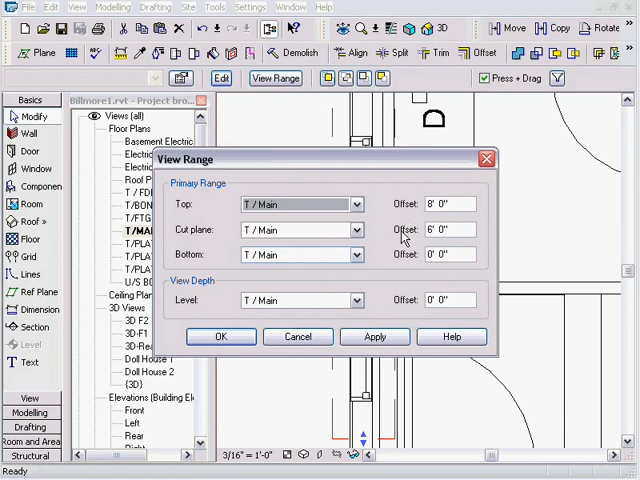 File Edit View Modelling Drafting Site Tools Settings Window Help
3D Move Copy Rotate
Plane Demolish Align Split Trim Offset
Edit View Range Press + Drag
Basics
Modify
Wall
Door
Window
Componen
Room
Roof »
Floor
Grid
Lines
Ref Plane
Dimension
Section
Level
Text
View
Modelling
Drafting
Room and Area
Structural
Billmore1.rvt - Project bro...
Views (all)
Floor Plans
Basement Electric
Electric
Electric
Roof P
T / FDI
T/BON
T/FTG
T/MAI
T/PLA
T/PLA
T/PLA
U/S BO
Ceiling Plan
3D Views
3D F2
3D-F1
3D-Rea
Doll House 1
Doll House 2
{3D}
Elevations (Building El
Front
Left
Rear
Right
View Range
Primary Range
Top: T / Main Offset: 8' 0"
Cut plane: T / Main Offset: 6' 0"
Bottom: T / Main Offset: 0' 0"
View Depth
Level: T / Main Offset: 0' 0"
OK Cancel Apply Help
D
3/16" = 1'-0"
Ready